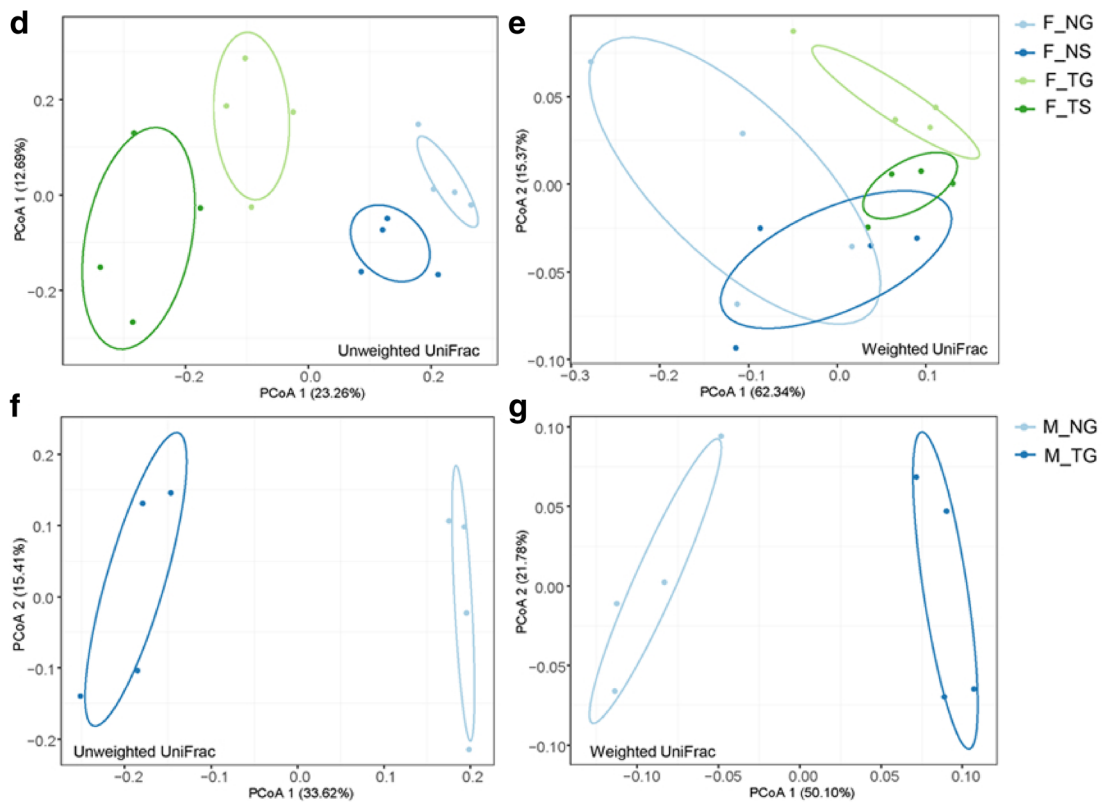 d
0.2
0.0
−0.2
PCoA 1 (12.69%)
−0.2
0.0
0.2
PCoA 1 (23.26%)
Unweighted UniFrac
e
0.05
0.00
−0.05
−0.10
PCoA 2 (15.37%)
−0.3
−0.2
−0.1
0.0
0.1
PCoA 1 (62.34%)
Weighted UniFrac
F_NG
F_NS
F_TG
F_TS
f
0.2
0.1
0.0
−0.1
−0.2
PCoA 2 (15.41%)
−0.2
−0.1
0.0
0.1
0.2
PCoA 1 (33.62%)
Unweighted UniFrac
g
0.10
0.05
0.00
−0.05
−0.10
PCoA 2 (21.78%)
−0.10
−0.05
0.00
0.05
0.10
PCoA 1 (50.10%)
Weighted UniFrac
M_NG
M_TG